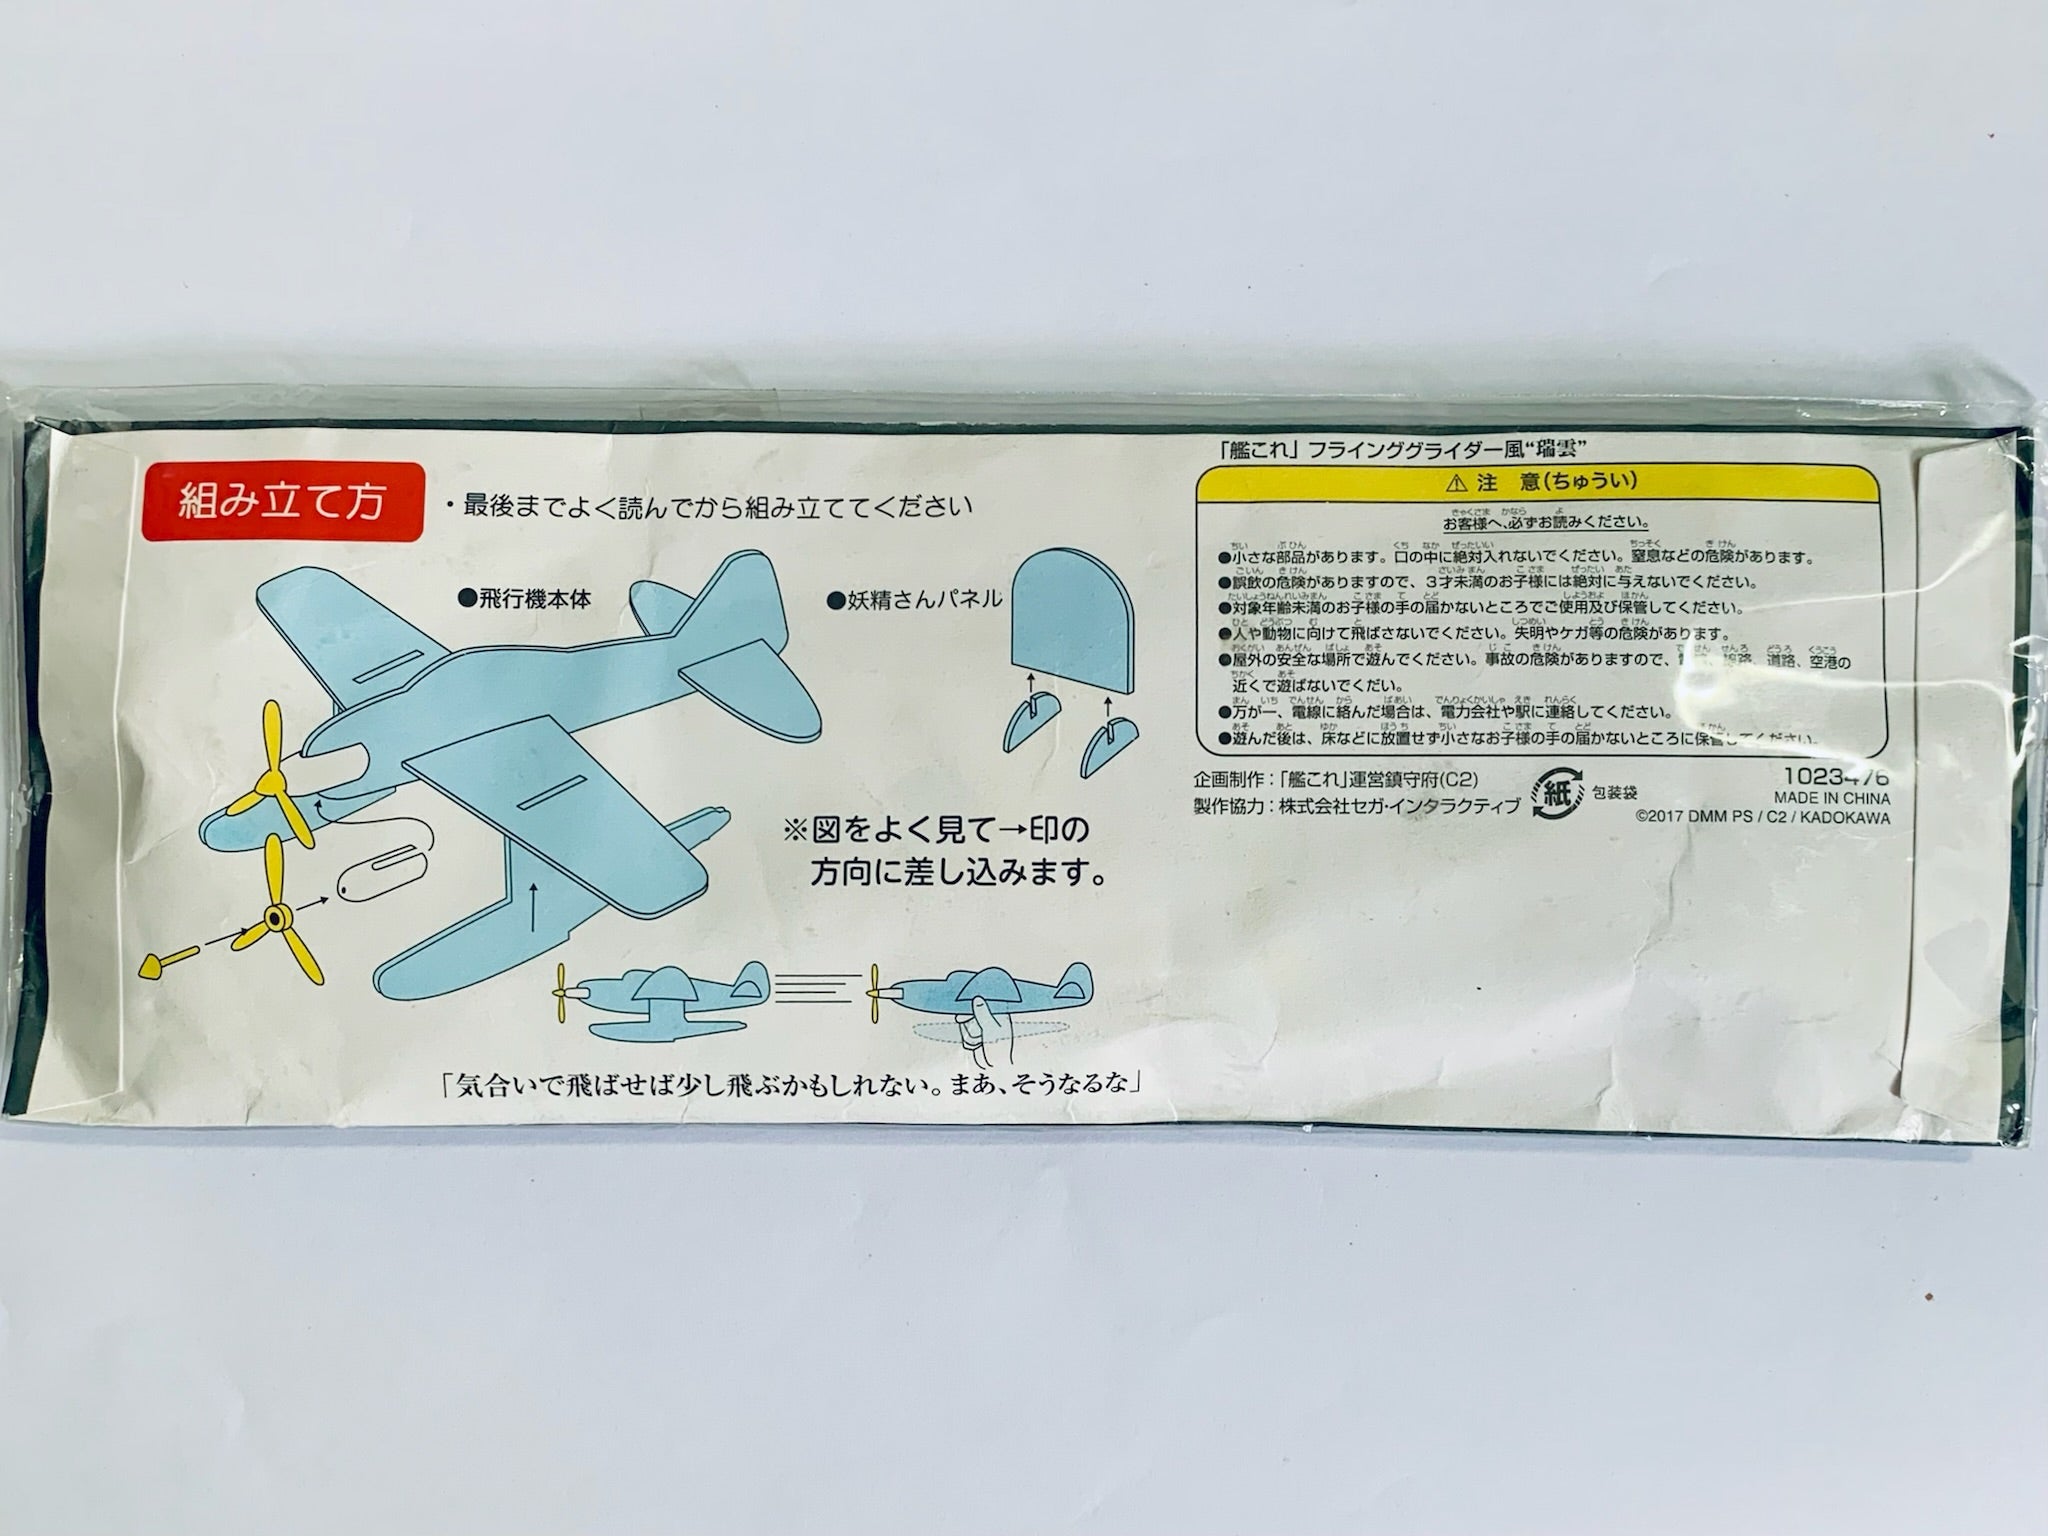 組み立て方
・最後までよく読んでから組み立ててください
●飛行機本体
●妖精さんパネル
※図をよく見て→印の
方向に差し込みます。
「気合いで飛ばせば少し飛ぶかもしれない。まあ、そうなるな」
「艦これ」フラインググライダー風“瑞雲”
⚠注　意(ちゅうい)
お客様へ、必ずお読みください。
●小さな部品があります。口の中に絶対入れないでください。窒息などの危険があります。
●誤飲の危険がありますので、3才未満のお子様には絶対に与えないでください。
●対象年齢未満のお子様の手の届かないところでご使用及び保管してください。
●人や動物に向けて飛ばさないでください。失明やケガ等の危険があります。
●屋外の安全な場所で遊んでください。事故の危険がありますので、線路、道路、空港の
近くで遊ばないでくだい。
●万が一、電線に絡んだ場合は、電力会社や駅に連絡してください。
●遊んだ後は、床などに放置せず小さなお子様の手の届かないところに保管してください。
企画制作：「艦これ」運営鎮守府(C2)
製作協力：株式会社セガ・インタラクティブ
紙
包装袋
1023476
MADE IN CHINA
©2017 DMM PS / C2 / KADOKAWA